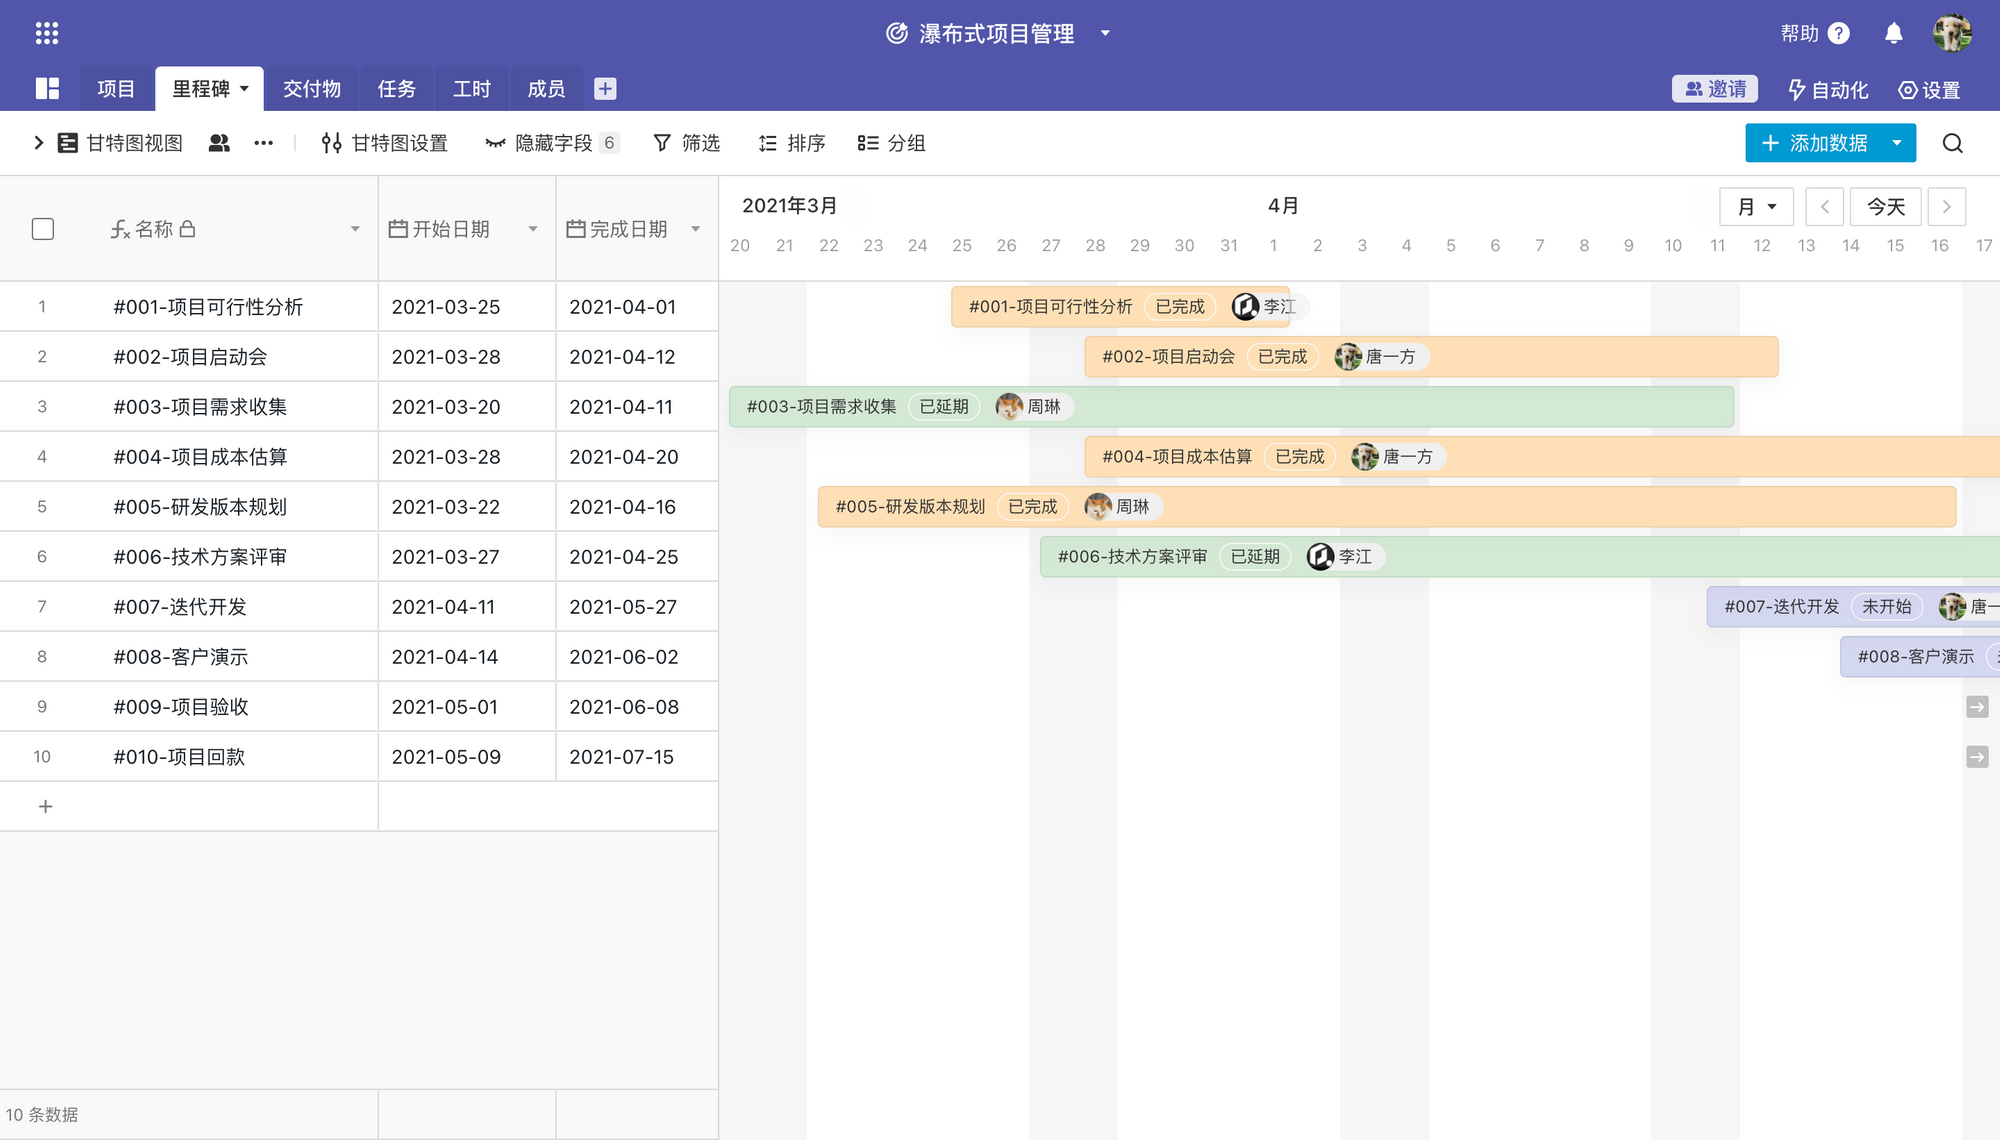 瀑布式项目管理
帮助
项目 里程碑 交付物 任务 工时 成员
邀请 自动化 设置
甘特图视图 甘特图设置 隐藏字段 6 筛选 排序 分组
添加数据
名称 开始日期 完成日期
2021年3月 4月
月 今天
20 21 22 23 24 25 26 27 28 29 30 31 1 2 3 4 5 6 7 8 9 10 11 12 13 14 15 16 17
1 #001-项目可行性分析 2021-03-25 2021-04-01
#001-项目可行性分析 已完成 李江
2 #002-项目启动会 2021-03-28 2021-04-12
#002-项目启动会 已完成 唐一方
3 #003-项目需求收集 2021-03-20 2021-04-11
#003-项目需求收集 已延期 周琳
4 #004-项目成本估算 2021-03-28 2021-04-20
#004-项目成本估算 已完成 唐一方
5 #005-研发版本规划 2021-03-22 2021-04-16
#005-研发版本规划 已完成 周琳
6 #006-技术方案评审 2021-03-27 2021-04-25
#006-技术方案评审 已延期 李江
7 #007-迭代开发 2021-04-11 2021-05-27
#007-迭代开发 未开始 唐一
8 #008-客户演示 2021-04-14 2021-06-02
#008-客户演示
9 #009-项目验收 2021-05-01 2021-06-08
10 #010-项目回款 2021-05-09 2021-07-15
10 条数据